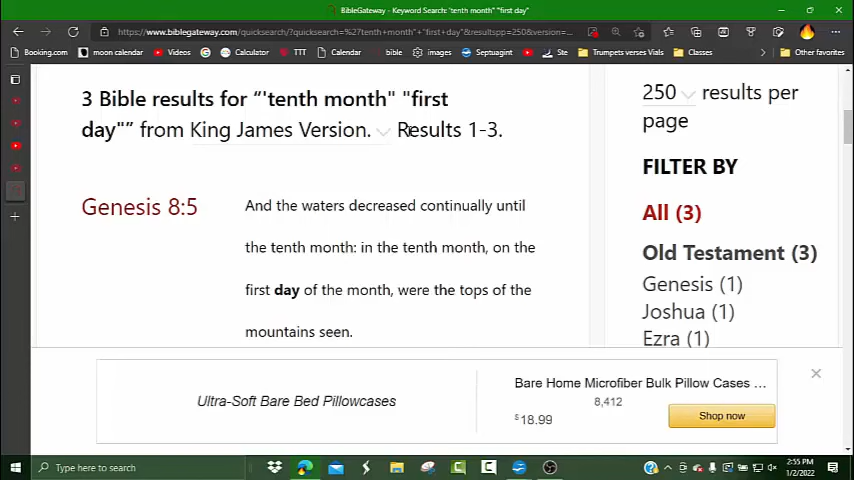 BibleGateway - Keyword Search: 'tenth month" "first day"
https://www.biblegateway.com/quicksearch/?quicksearch=%27tenth+month"+"first+day"&resultspp=250&version=...
Booking.com moon calendar Videos Calculator TTT Calendar bible images Septuagint Ste Trumpets verses Vials Classes Other favorites
3 Bible results for “'tenth month" "first
day"” from King James Version. Results 1-3.
Genesis 8:5
And the waters decreased continually until
the tenth month: in the tenth month, on the
first day of the month, were the tops of the
mountains seen.
250 results per
page
FILTER BY
All (3)
Old Testament (3)
Genesis (1)
Joshua (1)
Ezra (1)
Ultra-Soft Bare Bed Pillowcases
Bare Home Microfiber Bulk Pillow Cases ...
8,412
$18.99
Shop now
Type here to search
2:55 PM
1/2/2022